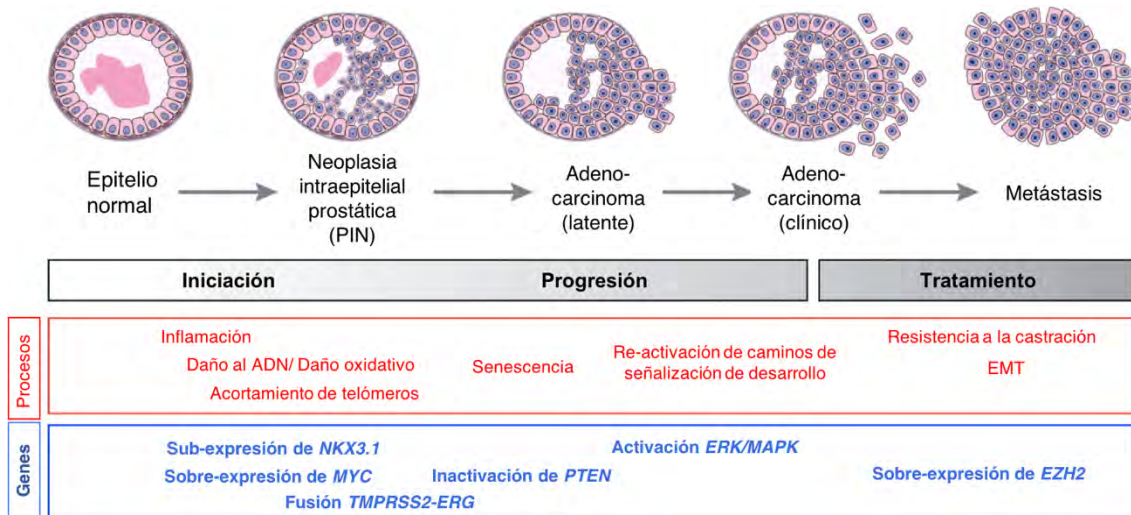 Epitelio
normal
Neoplasia
intraepitelial
prostática
(PIN)
Adeno-
carcinoma
(latente)
Adeno-
carcinoma
(clínico)
Metástasis
Iniciación
Progresión
Tratamiento
Procesos
Inflamación
Daño al ADN/ Daño oxidativo
Acortamiento de telómeros
Senescencia
Re-activación de caminos de
señalización de desarrollo
Resistencia a la castración
EMT
Genes
Sub-expresión de NKX3.1
Sobre-expresión de MYC
Fusión TMPRSS2-ERG
Inactivación de PTEN
Activación ERK/MAPK
Sobre-expresión de EZH2